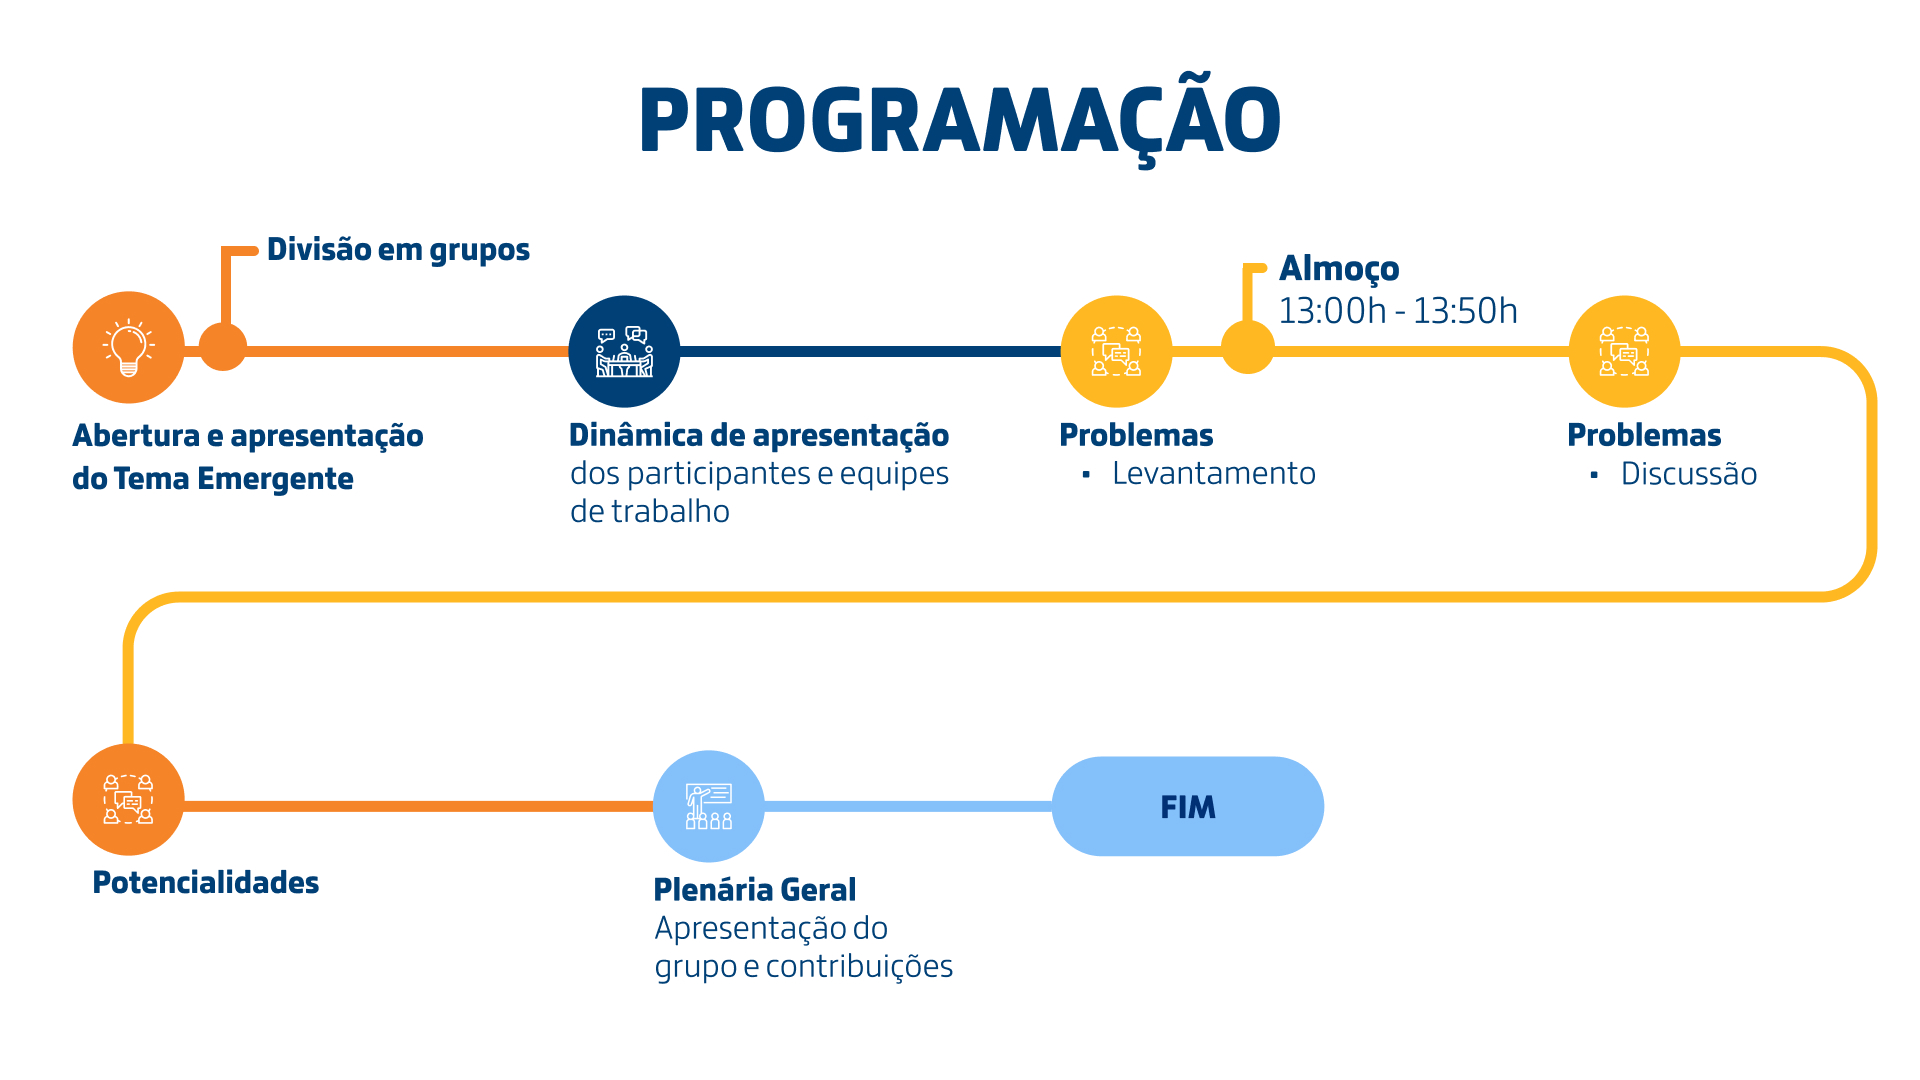 PROGRAMAÇÃO
Divisão em grupos
Almoço
13:00h - 13:50h
Abertura e apresentação
do Tema Emergente
Dinâmica de apresentação
dos participantes e equipes
de trabalho
Problemas
▪ Levantamento
Problemas
▪ Discussão
Potencialidades
Plenária Geral
Apresentação do
grupo e contribuições
FIM